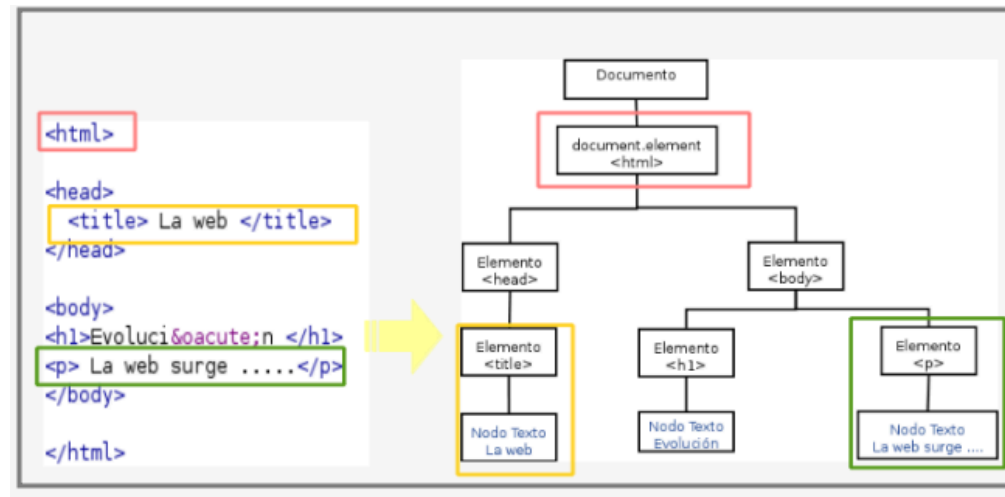 <html>
<head>
<title> La web </title>
</head>
<body>
<h1>Evoluci&oacute;n </h1>
<p> La web surge .....</p>
</body>
</html>
Documento
document.element
<html>
Elemento
<head>
Elemento
<body>
Elemento
<title>
Elemento
<h1>
Elemento
<p>
Nodo Texto
La web
Nodo Texto
Evolución
Nodo Texto
La web surge ....